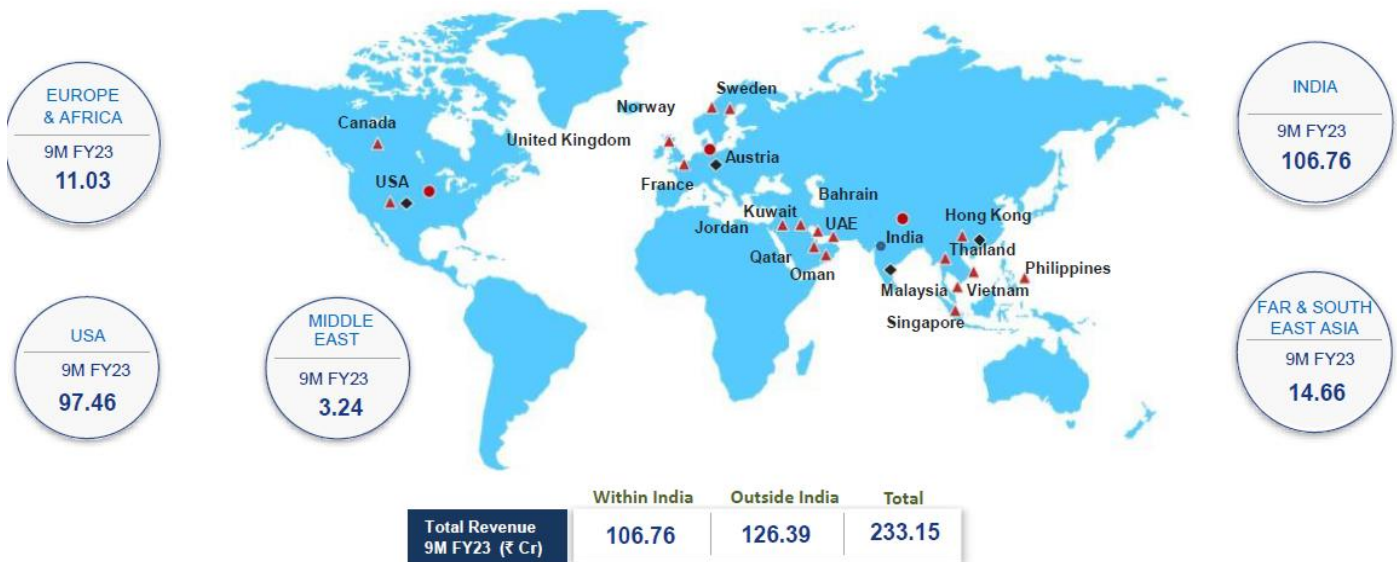 EUROPE
& AFRICA
9M FY23
11.03
USA
9M FY23
97.46
MIDDLE
EAST
9M FY23
3.24
Canada
USA
Norway
Sweden
United Kingdom
Austria
France
Bahrain
Kuwait
Jordan
UAE
Qatar
Oman
India
Hong Kong
Thailand
Philippines
Malaysia
Vietnam
Singapore
INDIA
9M FY23
106.76
FAR & SOUTH
EAST ASIA
9M FY23
14.66
Within India Outside India Total
Total Revenue
9M FY23 (₹ Cr)
106.76 126.39 233.15